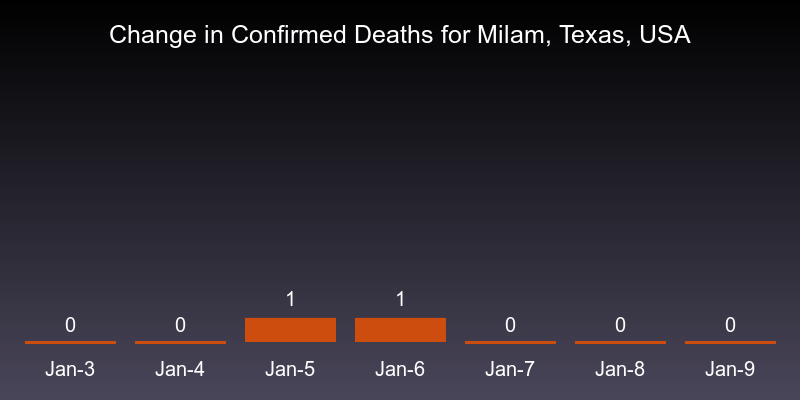 Change in Confirmed Deaths for Milam, Texas, USA
0 0 1 1 0 0 0
Jan-3 Jan-4 Jan-5 Jan-6 Jan-7 Jan-8 Jan-9